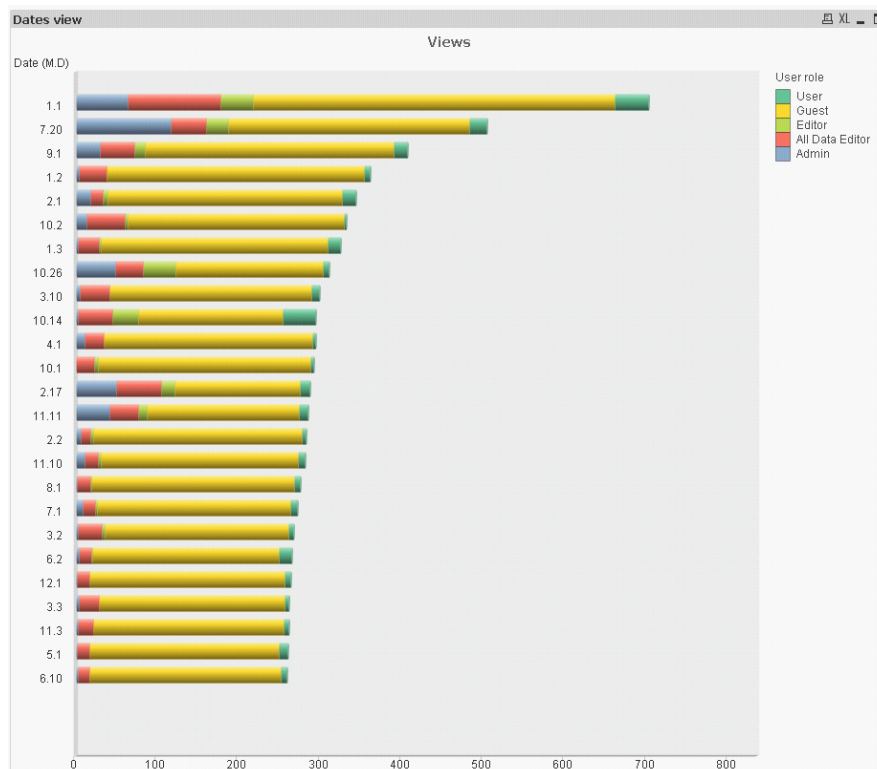 Dates view XL
Views
Date (M.D)
User role
User
Guest
Editor
All Data Editor
Admin
1.1
7.20
9.1
1.2
2.1
10.2
1.3
10.26
3.10
10.14
4.1
10.1
2.17
11.11
2.2
11.10
8.1
7.1
3.2
6.2
12.1
3.3
11.3
5.1
6.10
0 100 200 300 400 500 600 700 800